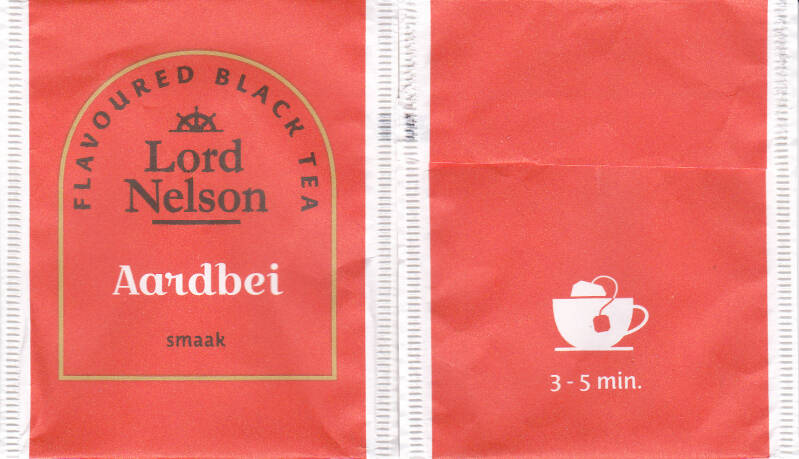 FLAVOURED BLACK TEA
Lord
Nelson
Aardbei
smaak
3 - 5 min.